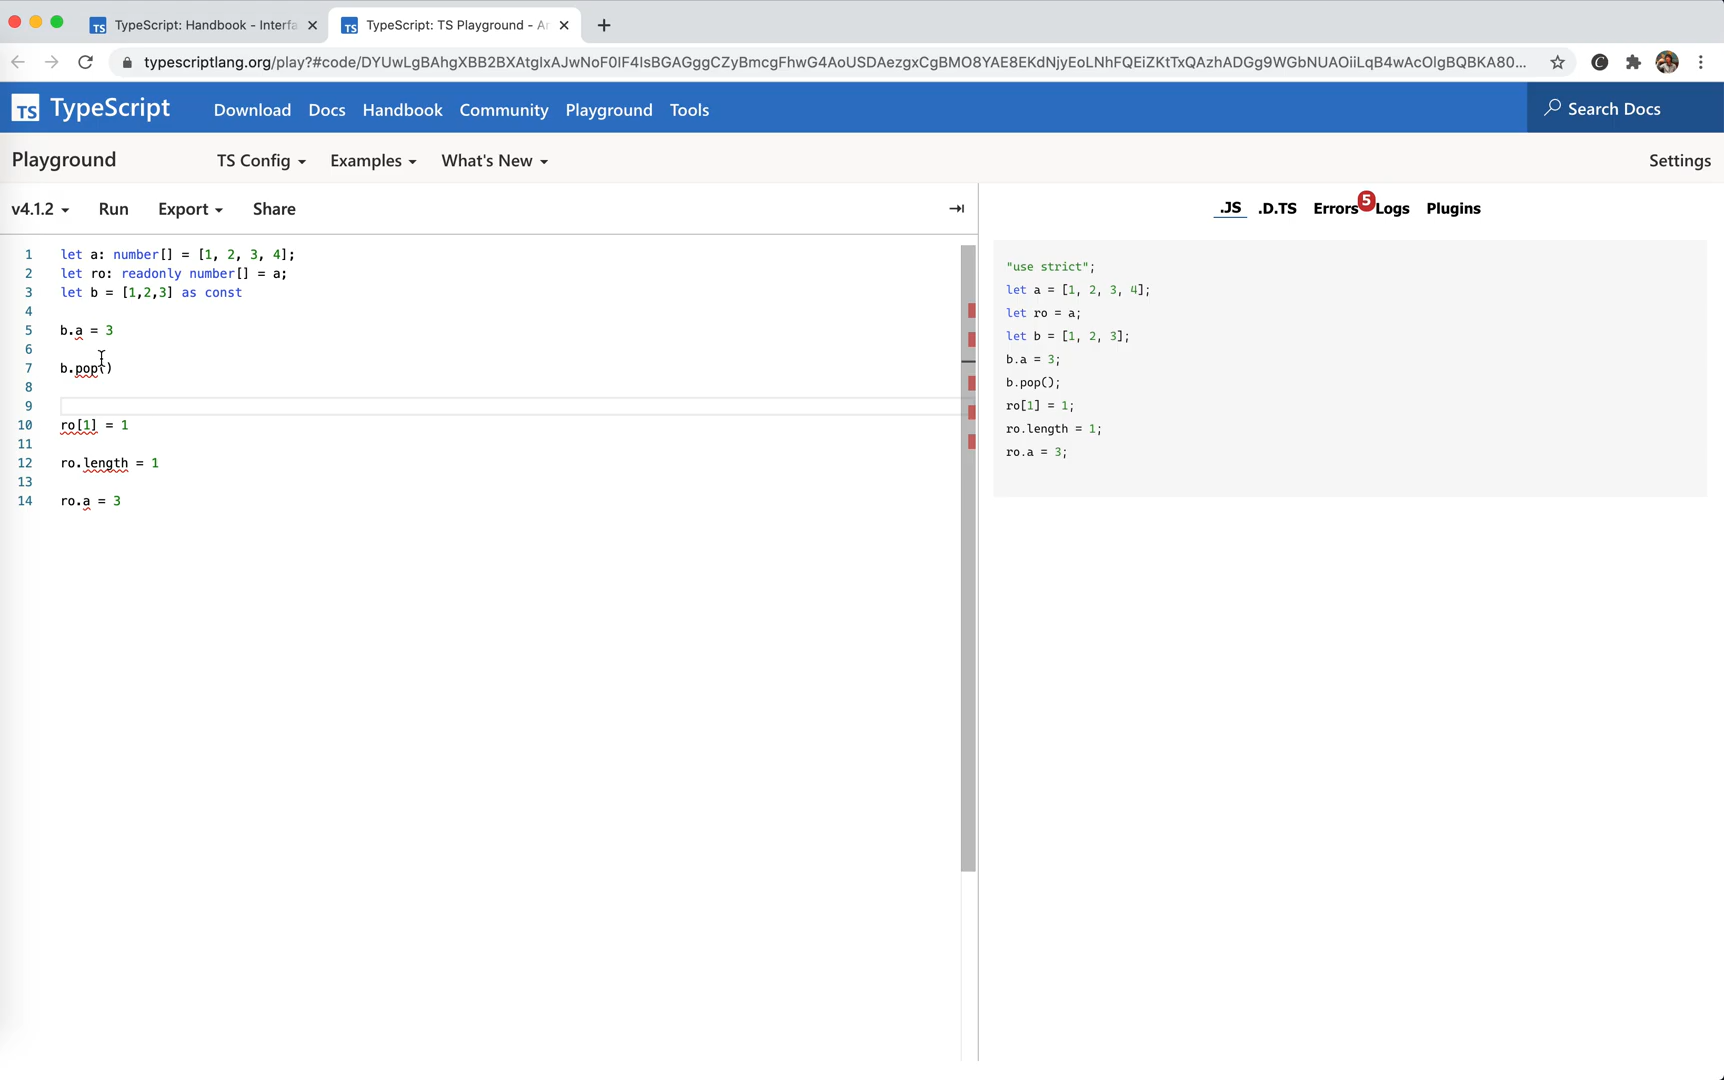 TypeScript: Handbook - Interfa
TypeScript: TS Playground - Ar
typescriptlang.org/play?#code/DYUwLgBAhgXBB2BXAtgIxAJwNoF0IF4IsBGAGggCZyBmcgFhwG4AoUSDAezgxCgBMO8YAE8EKdNjyEoLNhFQEiZKtTxQAzhADGg9WGbNUAOiiLqB4wAcOlgBQBKA80...
TS TypeScript
Download Docs Handbook Community Playground Tools
Search Docs
Playground
TS Config Examples What's New
Settings
v4.1.2 Run Export Share
.JS .D.TS Errors 5 Logs Plugins
1 let a: number[] = [1, 2, 3, 4];
2 let ro: readonly number[] = a;
3 let b = [1,2,3] as const
4
5 b.a = 3
6
7 b.pop()
8
9
10 ro[1] = 1
11
12 ro.length = 1
13
14 ro.a = 3
"use strict";
let a = [1, 2, 3, 4];
let ro = a;
let b = [1, 2, 3];
b.a = 3;
b.pop();
ro[1] = 1;
ro.length = 1;
ro.a = 3;